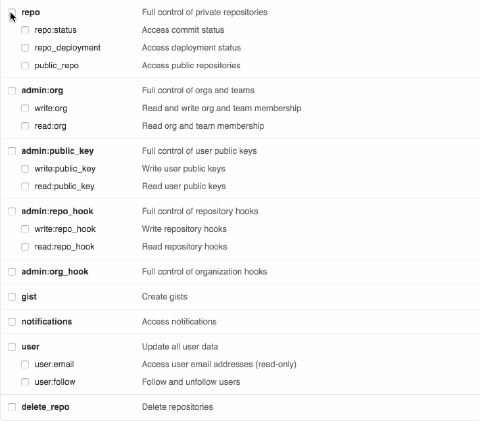 repo Full control of private repositories
repo:status Access commit status
repo_deployment Access deployment status
public_repo Access public repositories
admin:org Full control of orgs and teams
write:org Read and write org and team membership
read:org Read org and team membership
admin:public_key Full control of user public keys
write:public_key Write user public keys
read:public_key Read user public keys
admin:repo_hook Full control of repository hooks
write:repo_hook Write repository hooks
read:repo_hook Read repository hooks
admin:org_hook Full control of organization hooks
gist Create gists
notifications Access notifications
user Update all user data
user:email Access user email addresses (read-only)
user:follow Follow and unfollow users
delete_repo Delete repositories